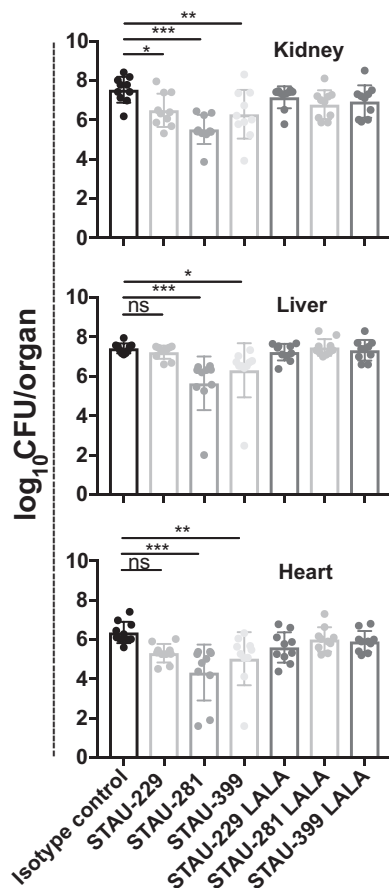 **
***
*
Kidney
10
8
6
4
2
0
*
***
ns
Liver
10
8
6
4
2
0
**
***
ns
Heart
10
8
6
4
2
0
log10CFU/organ
Isotype control
STAU-229
STAU-281
STAU-399
STAU-229 LALA
STAU-281 LALA
STAU-399 LALA